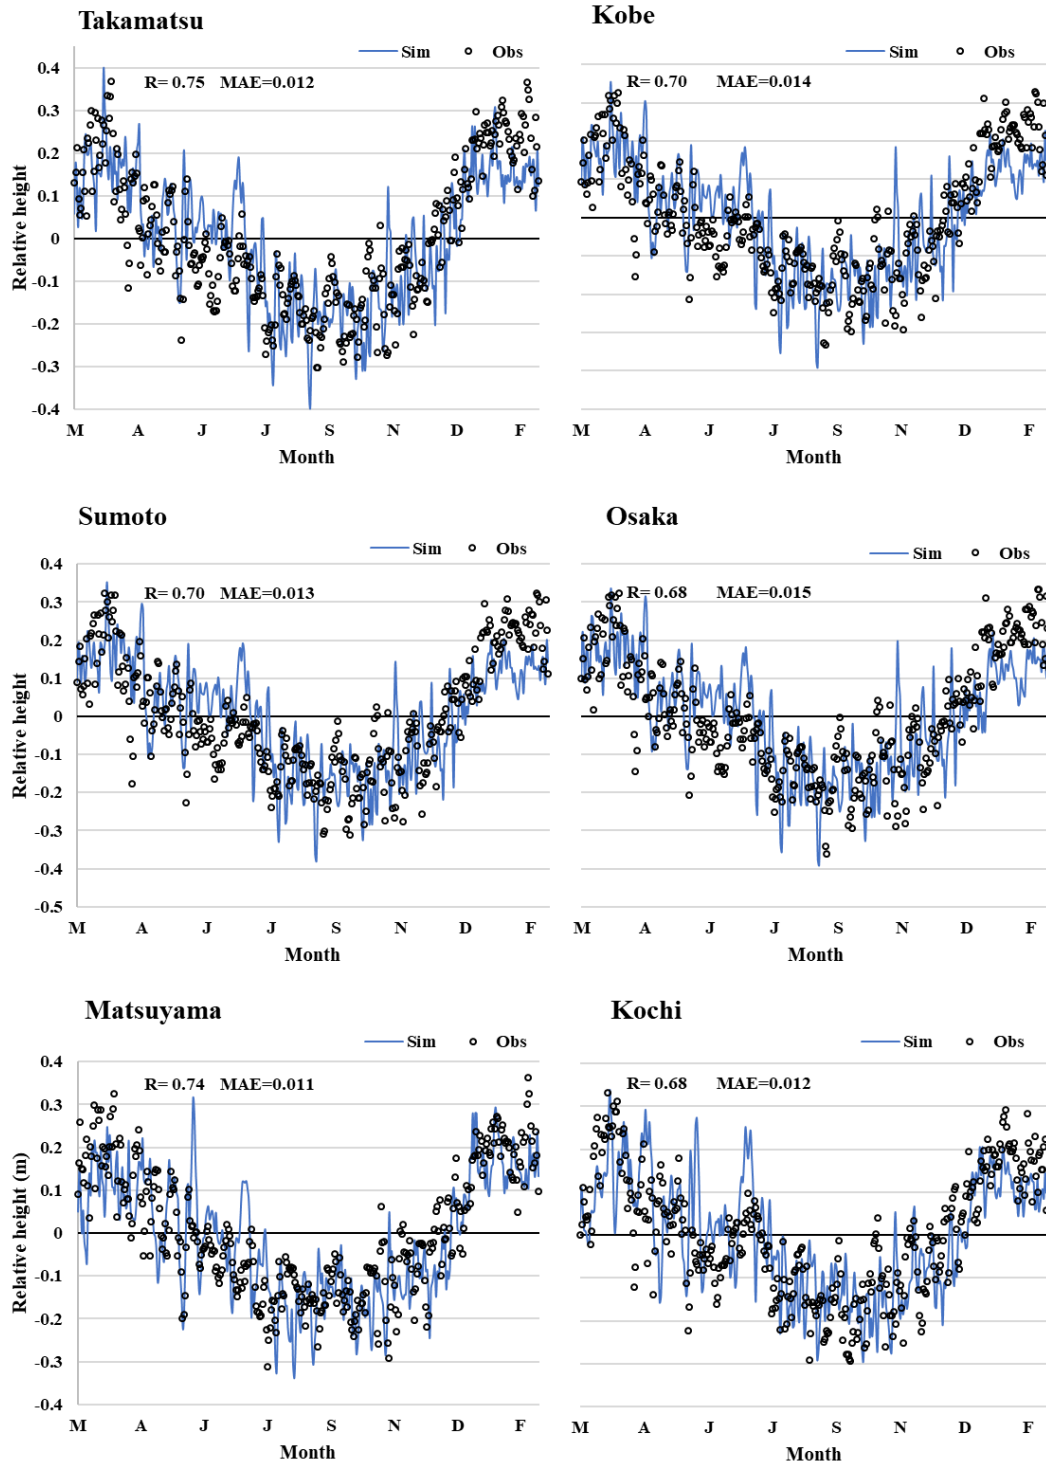 Takamatsu
Sim Obs
R= 0.75 MAE=0.012
0.4
0.3
0.2
0.1
0
-0.1
-0.2
-0.3
-0.4
Relative height
M A J J S N D F
Month
Kobe
Sim Obs
R= 0.70 MAE=0.014
M A J J S N D F
Month
Sumoto
Sim Obs
R= 0.70 MAE=0.013
0.4
0.3
0.2
0.1
0
-0.1
-0.2
-0.3
-0.4
-0.5
Relative height
M A J J S N D F
Month
Osaka
Sim Obs
R= 0.68 MAE=0.015
M A J J S N D F
Month
Matsuyama
Sim Obs
R= 0.74 MAE=0.011
0.4
0.3
0.2
0.1
0
-0.1
-0.2
-0.3
-0.4
Relative height (m)
M A J J S N D F
Month
Kochi
Sim Obs
R= 0.68 MAE=0.012
M A J J S N D F
Month